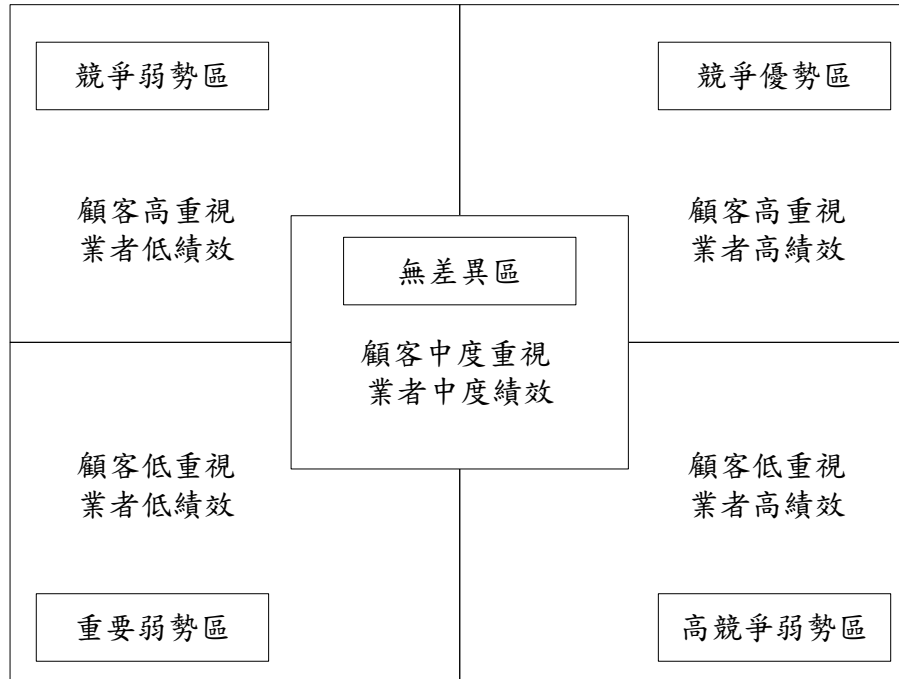 競爭弱勢區
競爭優勢區
顧客高重視
業者低績效
顧客高重視
業者高績效
無差異區
顧客中度重視
業者中度績效
顧客低重視
業者低績效
顧客低重視
業者高績效
重要弱勢區
高競爭弱勢區